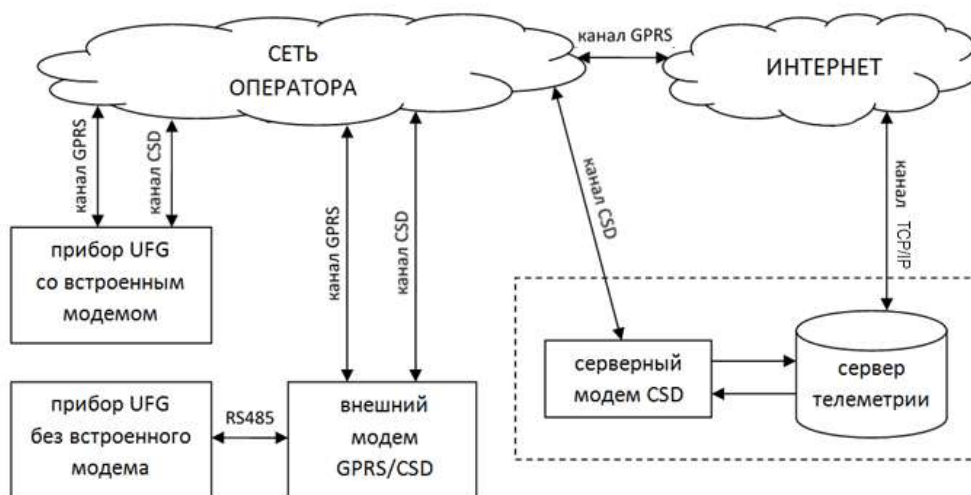 СЕТЬ
ОПЕРАТОРА
канал GPRS
ИНТЕРНЕТ
канал GPRS
канал CSD
канал GPRS
канал CSD
канал CSD
канал TCP/IP
прибор UFG
со встроенным
модемом
прибор UFG
без встроенного
модема
RS485
внешний
модем
GPRS/CSD
серверный
модем CSD
сервер
телеметрии